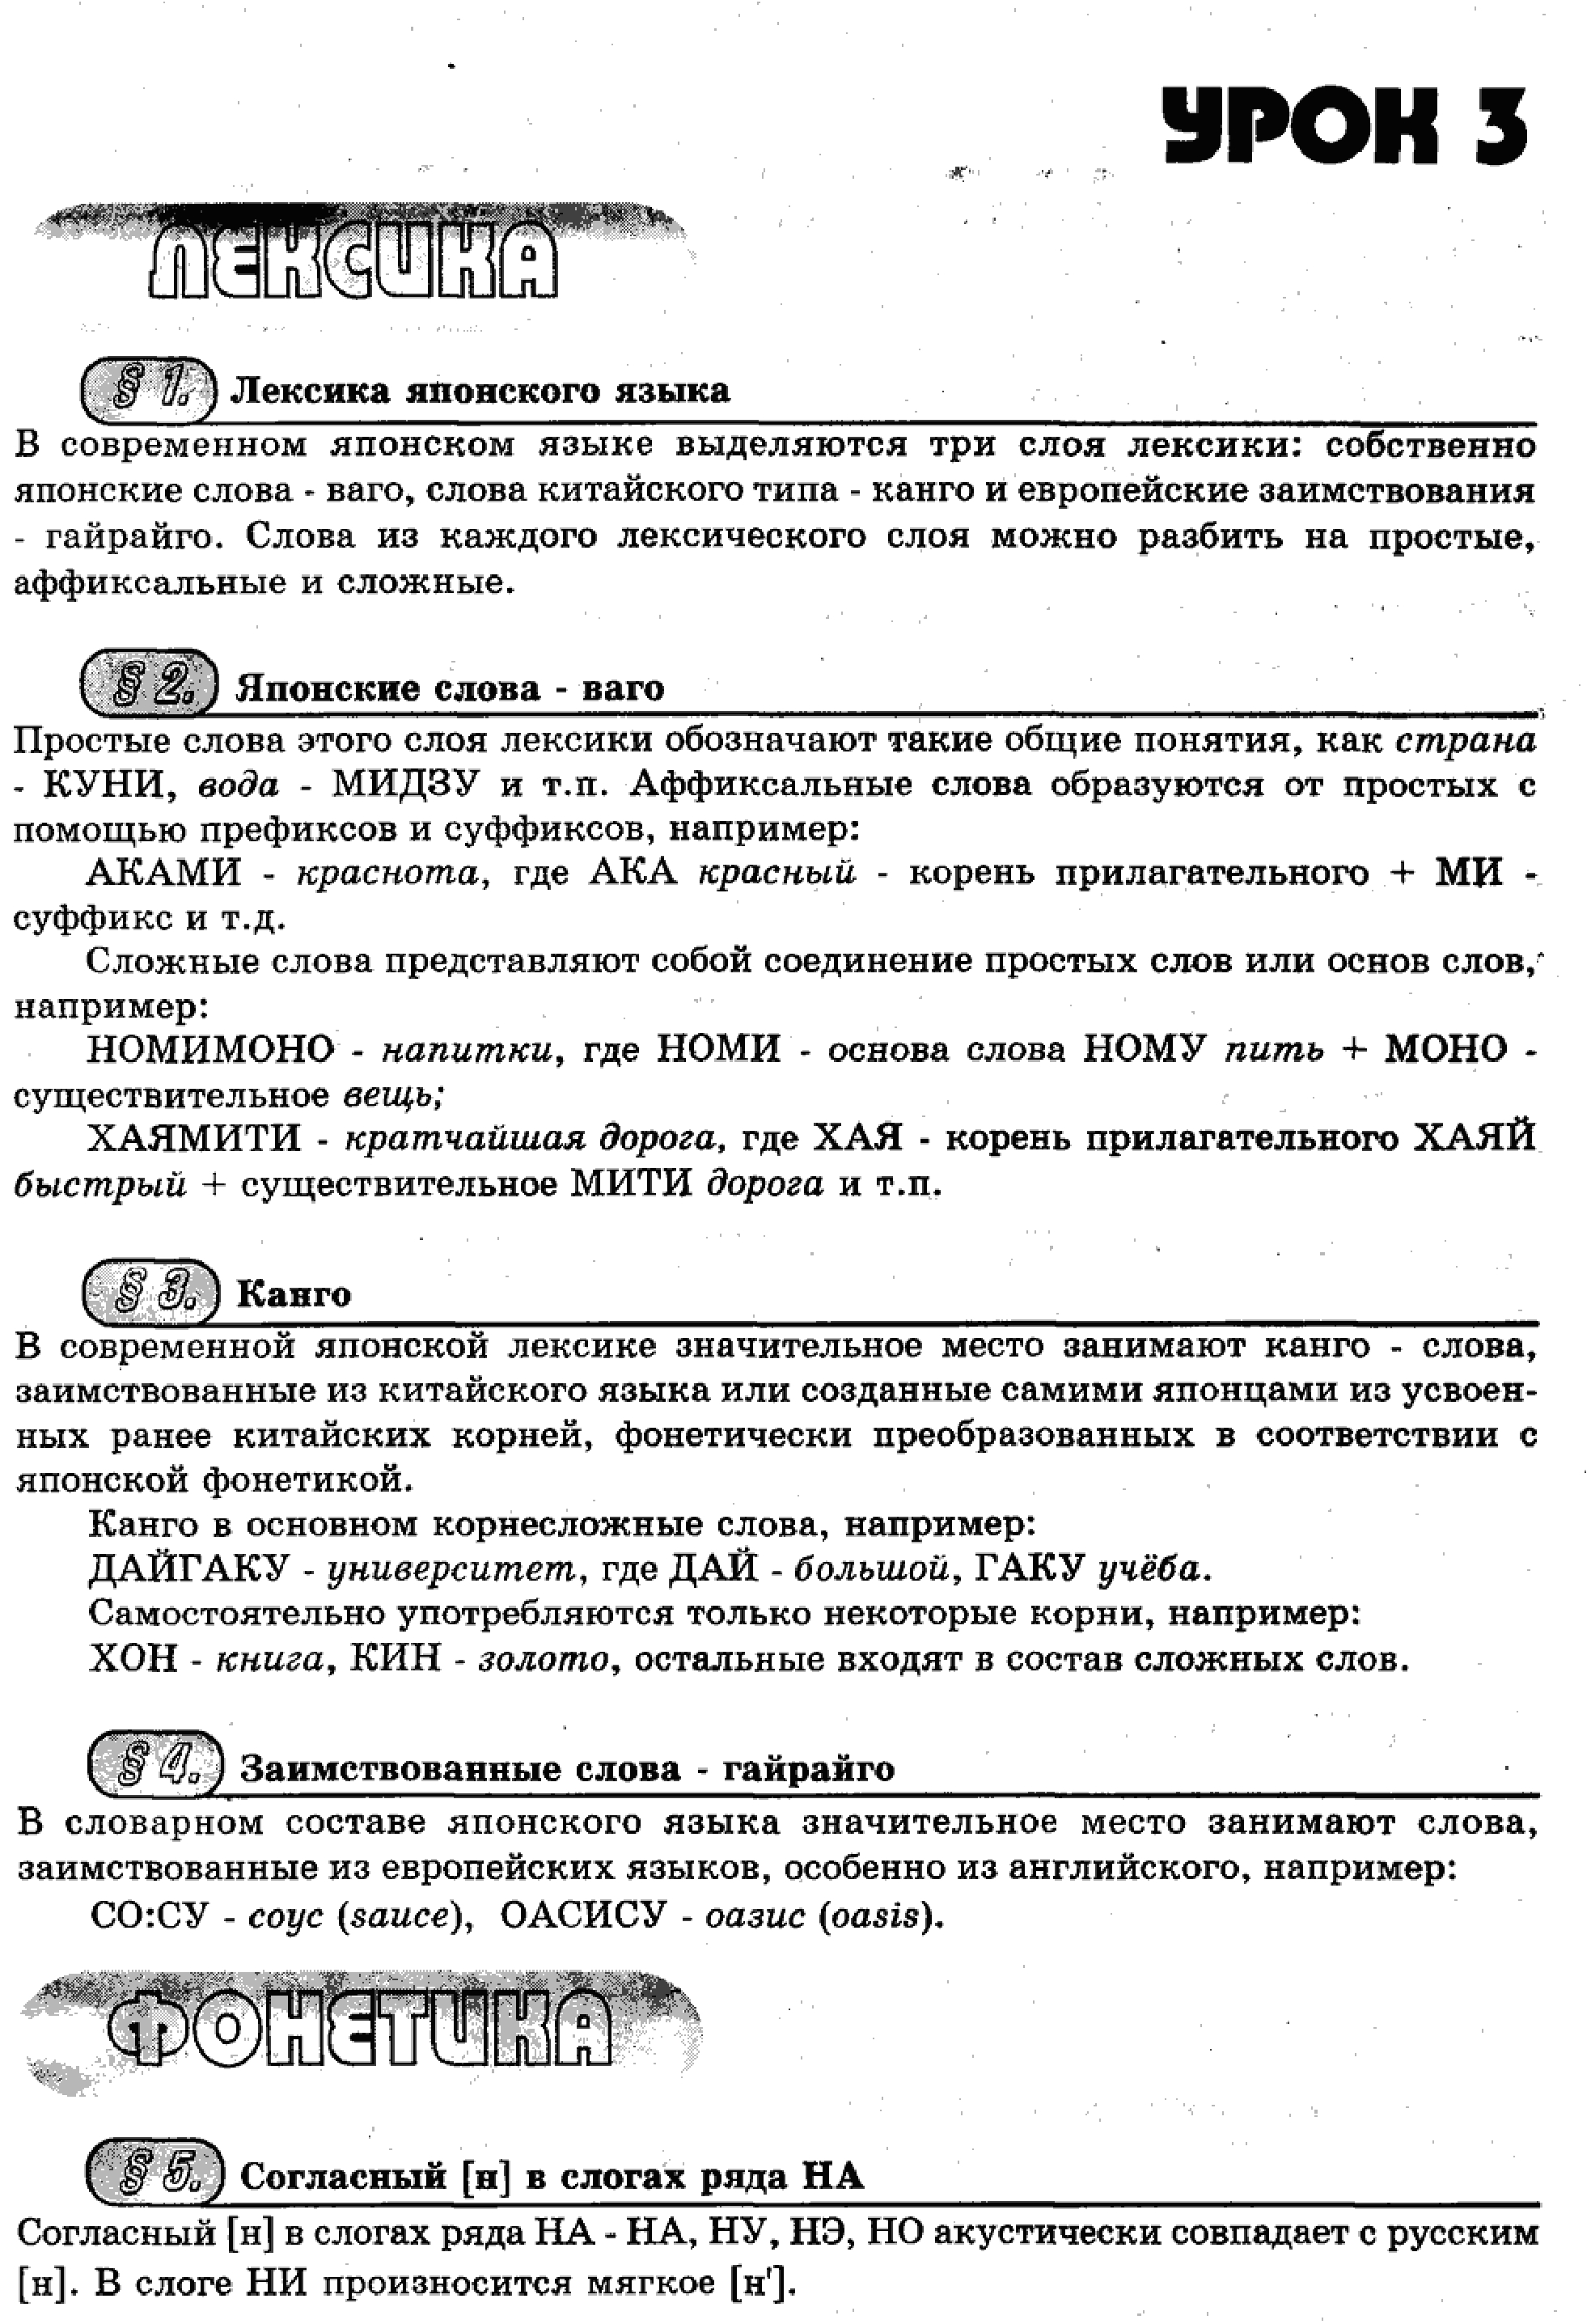 УРОК 3
ЛЕКСИКА
§ 1. Лексика японского языка
В современном японском языке выделяются три слоя лексики: собственно
японские слова - ваго, слова китайского типа - канго и европейские заимствования
- гайрайго. Слова из каждого лексического слоя можно разбить на простые,
аффиксальные и сложные.
§ 2. Японские слова - ваго
Простые слова этого слоя лексики обозначают такие общие понятия, как страна
- КУНИ, вода - МИДЗУ и т.п. Аффиксальные слова образуются от простых с
помощью префиксов и суффиксов, например:
АКАМИ - краснота, где АКА красный - корень прилагательного + МИ -
суффикс и т.д.
Сложные слова представляют собой соединение простых слов или основ слов,
например:
НОМИМОНО - напитки, где НОМИ - основа слова НОМУ пить + МОНО -
существительное вещь;
ХАЯМИТИ - кратчайшая дорога, где ХАЯ - корень прилагательного ХАЯЙ
быстрый + существительное МИТИ дорога и т.п.
§ 3. Канго
В современной японской лексике значительное место занимают канго - слова,
заимствованные из китайского языка или созданные самими японцами из усвоен-
ных ранее китайских корней, фонетически преобразованных в соответствии с
японской фонетикой.
Канго в основном корнесложные слова, например:
ДАЙГАКУ - университет, где ДАЙ - большой, ГАКУ учёба.
Самостоятельно употребляются только некоторые корни, например:
ХОН - книга, КИН - золото, остальные входят в состав сложных слов.
§ 4. Заимствованные слова - гайрайго
В словарном составе японского языка значительное место занимают слова,
заимствованные из европейских языков, особенно из английского, например:
СО:СУ - соус (sauce), ОАСИСУ - оазис (oasis).
ФОНЕТИКА
§ 5. Согласный [н] в слогах ряда НА
Согласный [н] в слогах ряда НА - НА, НУ, НЭ, НО акустически совпадает с русским
[н]. В слоге НИ произносится мягкое [н'].